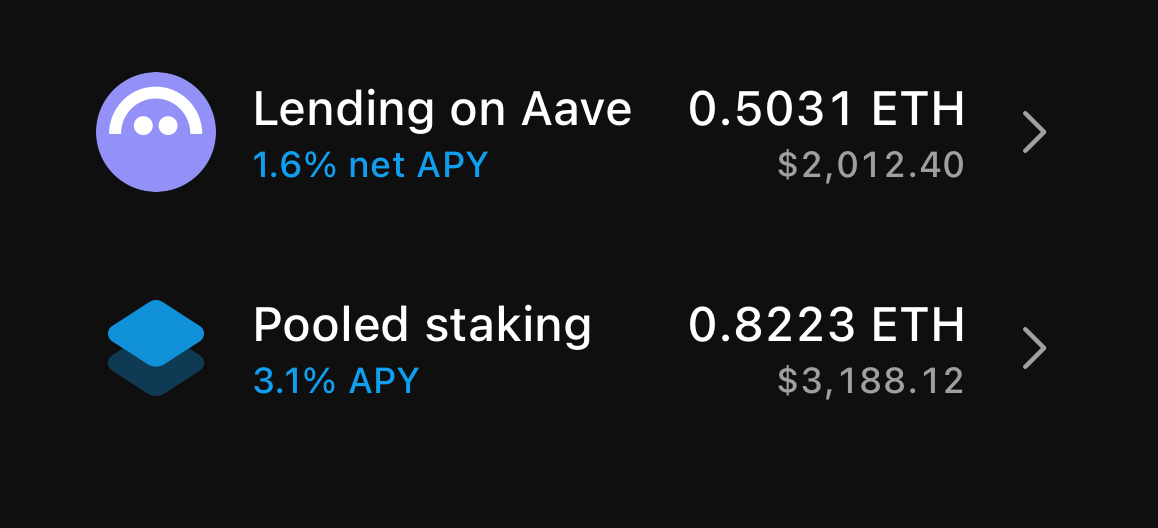 Lending on Aave 0.5031 ETH
1.6% net APY $2,012.40
Pooled staking 0.8223 ETH
3.1% APY $3,188.12